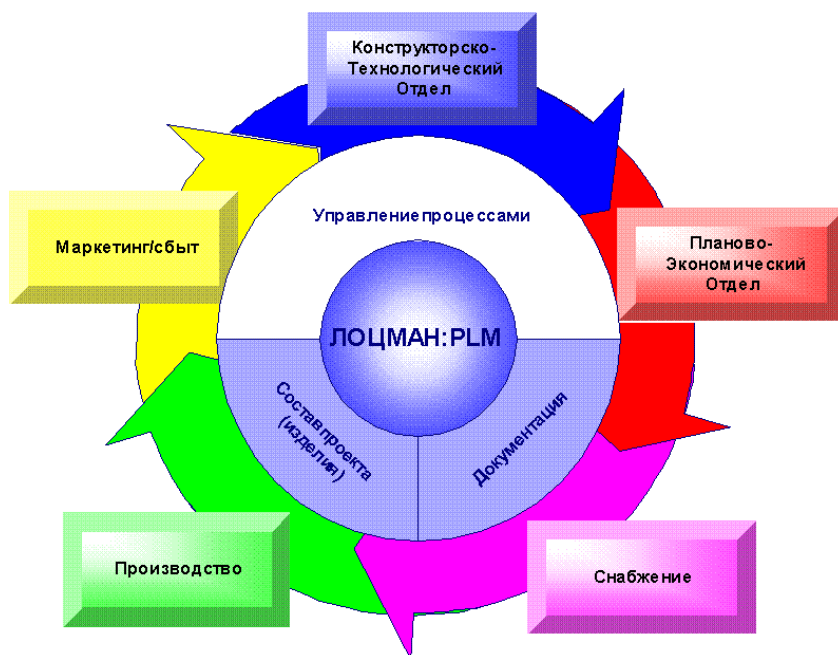 Конструкторско-
Технологический
Отдел
Управление процессами
Маркетинг/сбыт
Планово-
Экономический
Отдел
ЛОЦМАН:PLM
Состав проекта
(изделия)
Документация
Производство
Снабжение